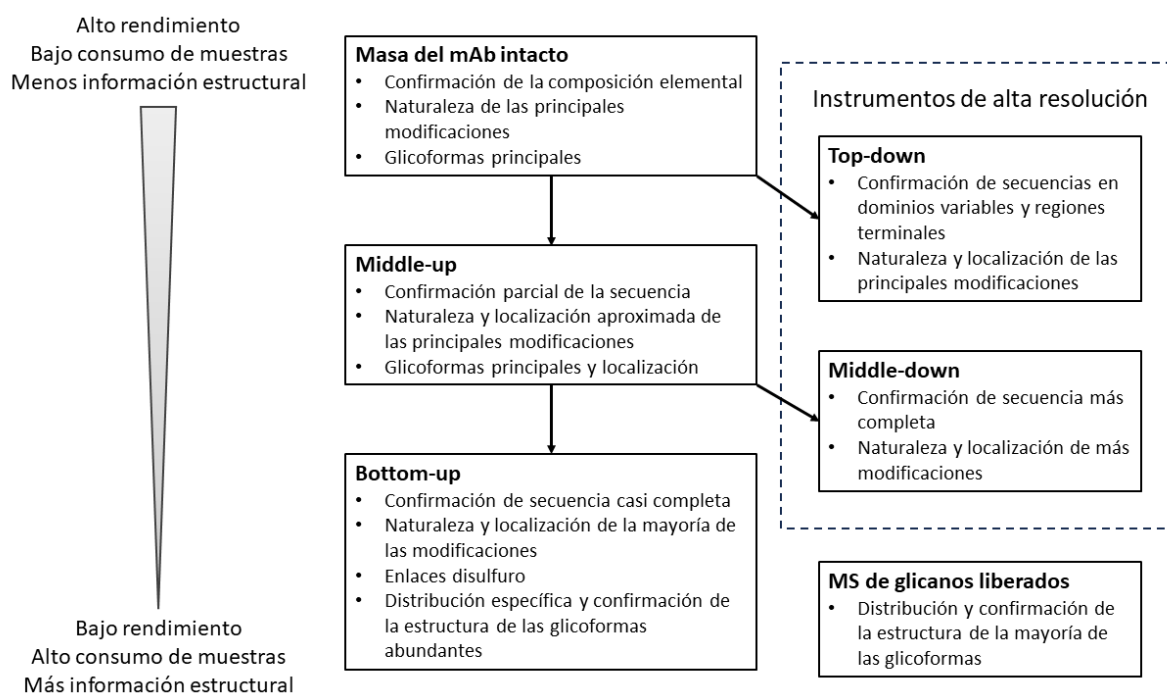 Alto rendimiento
Bajo consumo de muestras
Menos información estructural
Bajo rendimiento
Alto consumo de muestras
Más información estructural
Masa del mAb intacto
• Confirmación de la composición elemental
• Naturaleza de las principales
modificaciones
• Glicoformas principales
Middle-up
• Confirmación parcial de la secuencia
• Naturaleza y localización aproximada de
las principales modificaciones
• Glicoformas principales y localización
Bottom-up
• Confirmación de secuencia casi completa
• Naturaleza y localización de la mayoría de
las modificaciones
• Enlaces disulfuro
• Distribución específica y confirmación de
la estructura de las glicoformas
abundantes
Instrumentos de alta resolución
Top-down
• Confirmación de secuencias en
dominios variables y regiones
terminales
• Naturaleza y localización de las
principales modificaciones
Middle-down
• Confirmación de secuencia más
completa
• Naturaleza y localización de más
modificaciones
MS de glicanos liberados
• Distribución y confirmación de
la estructura de la mayoría de
las glicoformas